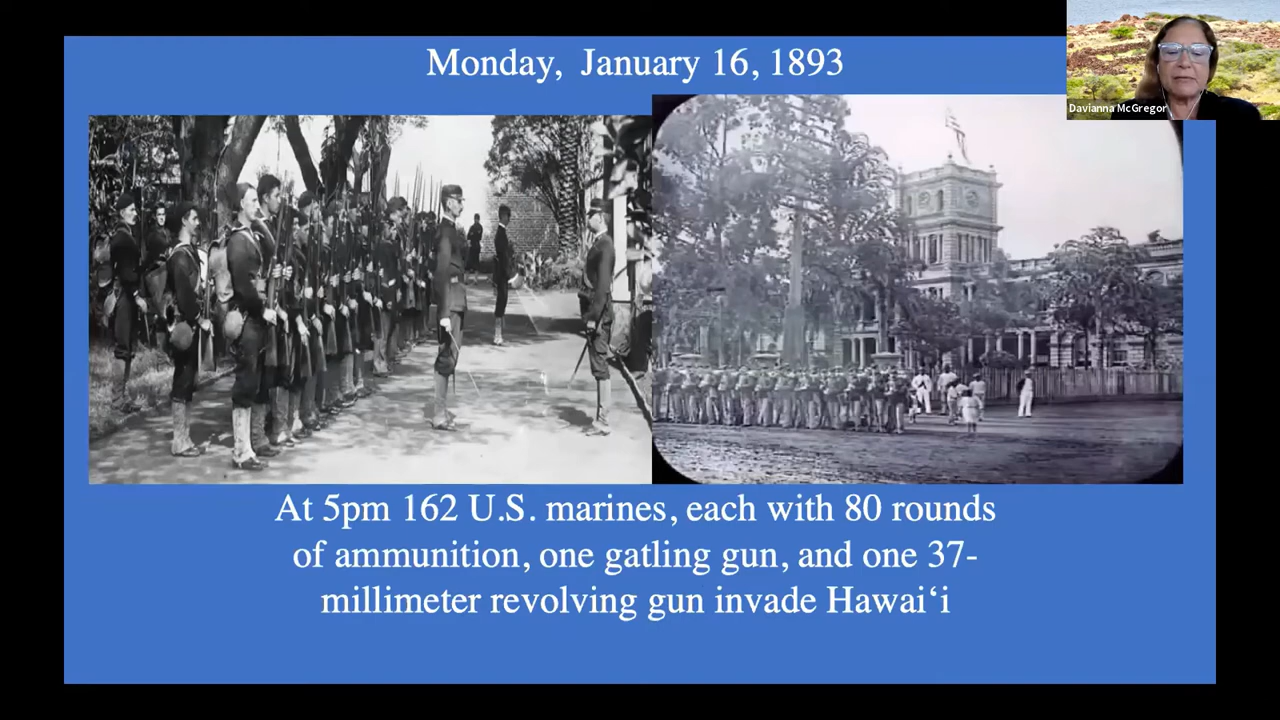 Monday, January 16, 1893
Davianna McGregor
At 5pm 162 U.S. marines, each with 80 rounds
of ammunition, one gatling gun, and one 37-
millimeter revolving gun invade Hawai‘i